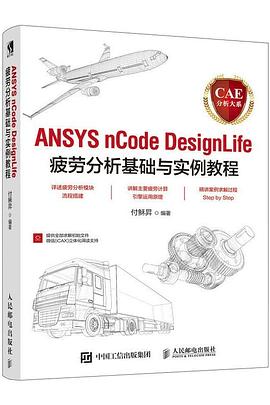 CAE
分析大系
ANSYS nCode DesignLife
疲劳分析基础与实例教程
详述疲劳分析模块
流程搭建
讲解主要疲劳计算
引擎运用原理
精讲案例求解过程
Step by Step
付稣昇 编著
提供全部求解初始文件
微信(iCAX)立体化阅读支持
中国工信出版集团
人民邮电出版社
ANSYS nCode DesignLife
疲劳分析基础与实例教程
付稣昇 编著
人民邮电出版社